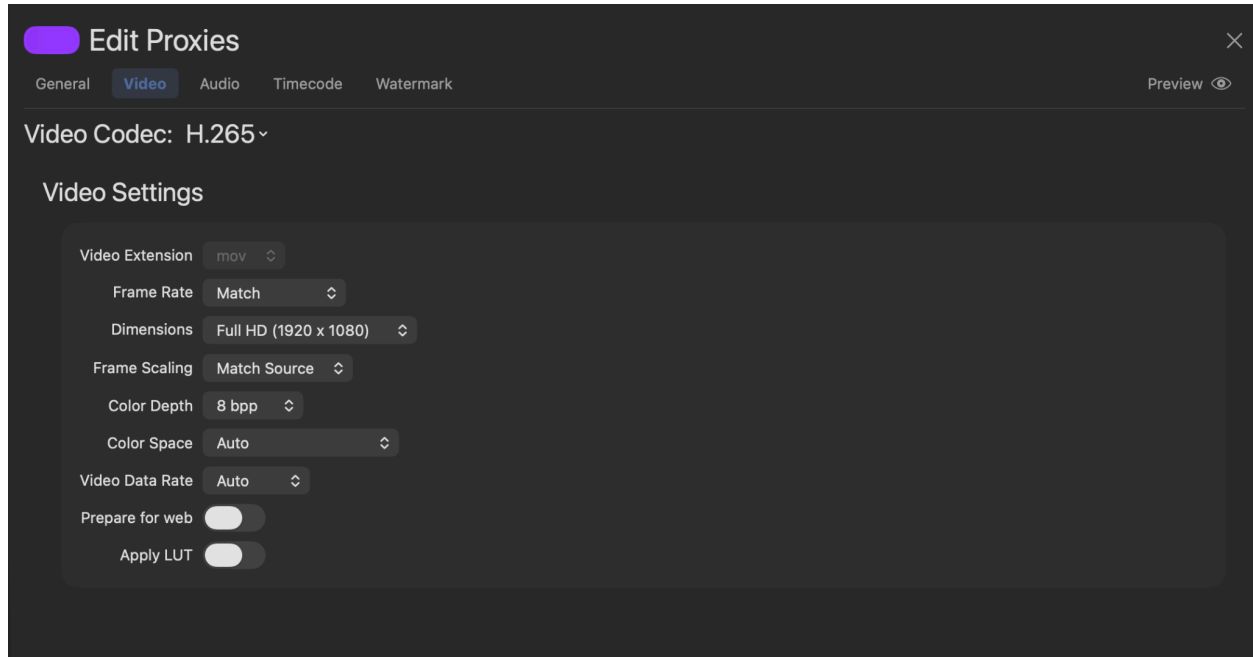 Edit Proxies
General Video Audio Timecode Watermark Preview
Video Codec: H.265
Video Settings
Video Extension mov
Frame Rate Match
Dimensions Full HD (1920 x 1080)
Frame Scaling Match Source
Color Depth 8 bpp
Color Space Auto
Video Data Rate Auto
Prepare for web
Apply LUT